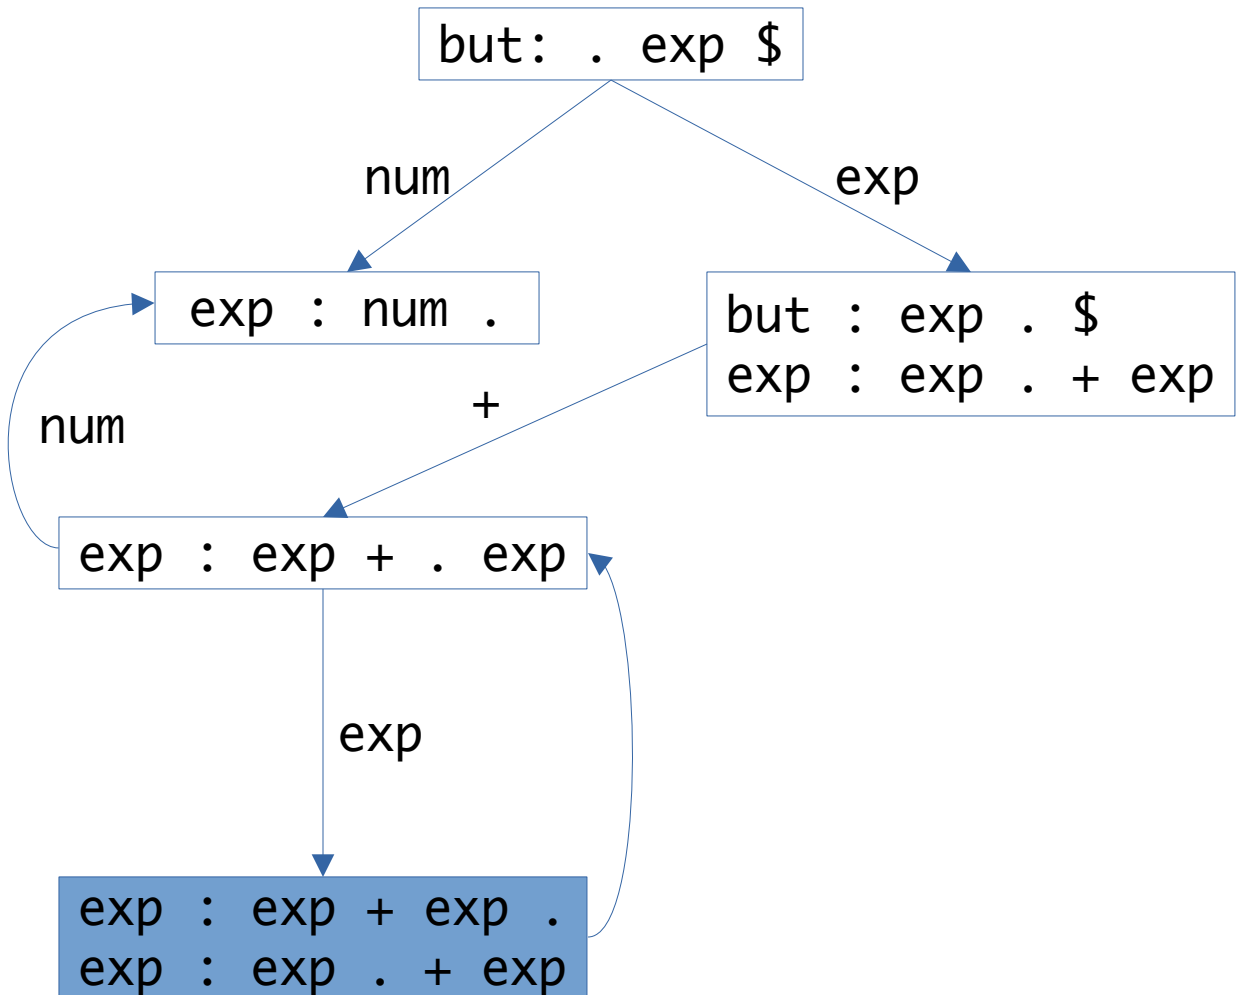 but: . exp $
num
exp
exp : num .
but : exp . $
exp : exp . + exp
+
num
exp : exp + . exp
exp
exp : exp + exp .
exp : exp . + exp